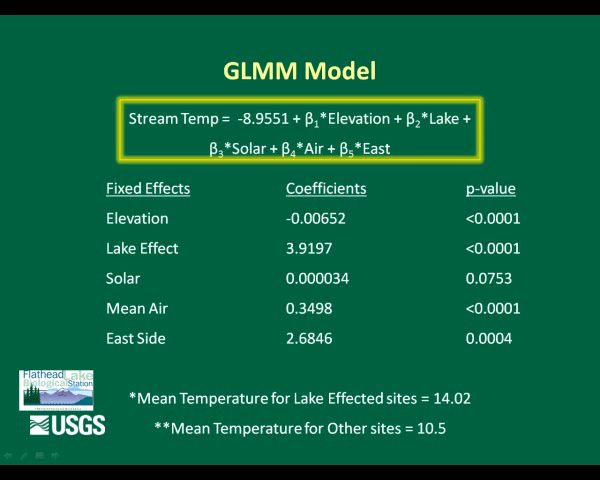 GLMM Model
Stream Temp = -8.9551 + β₁*Elevation + β₂*Lake +
β₃*Solar + β₄*Air + β₅*East
Fixed Effects Coefficients p-value
Elevation -0.00652 <0.0001
Lake Effect 3.9197 <0.0001
Solar 0.000034 0.0753
Mean Air 0.3498 <0.0001
East Side 2.6846 0.0004
Flathead Lake
Biological Station
*Mean Temperature for Lake Effected sites = 14.02
USGS
**Mean Temperature for Other sites = 10.5